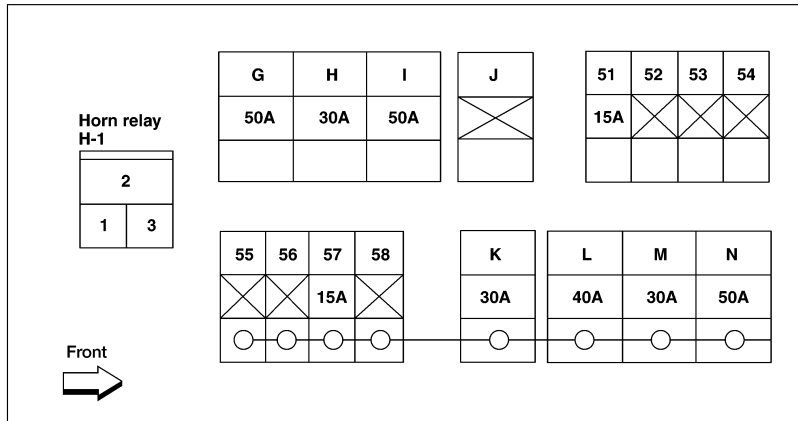 G H I J 51 52 53 54
50A 30A 50A 15A
Horn relay
H-1
2
1 3
55 56 57 58 K L M N
15A 30A 40A 30A 50A
Front